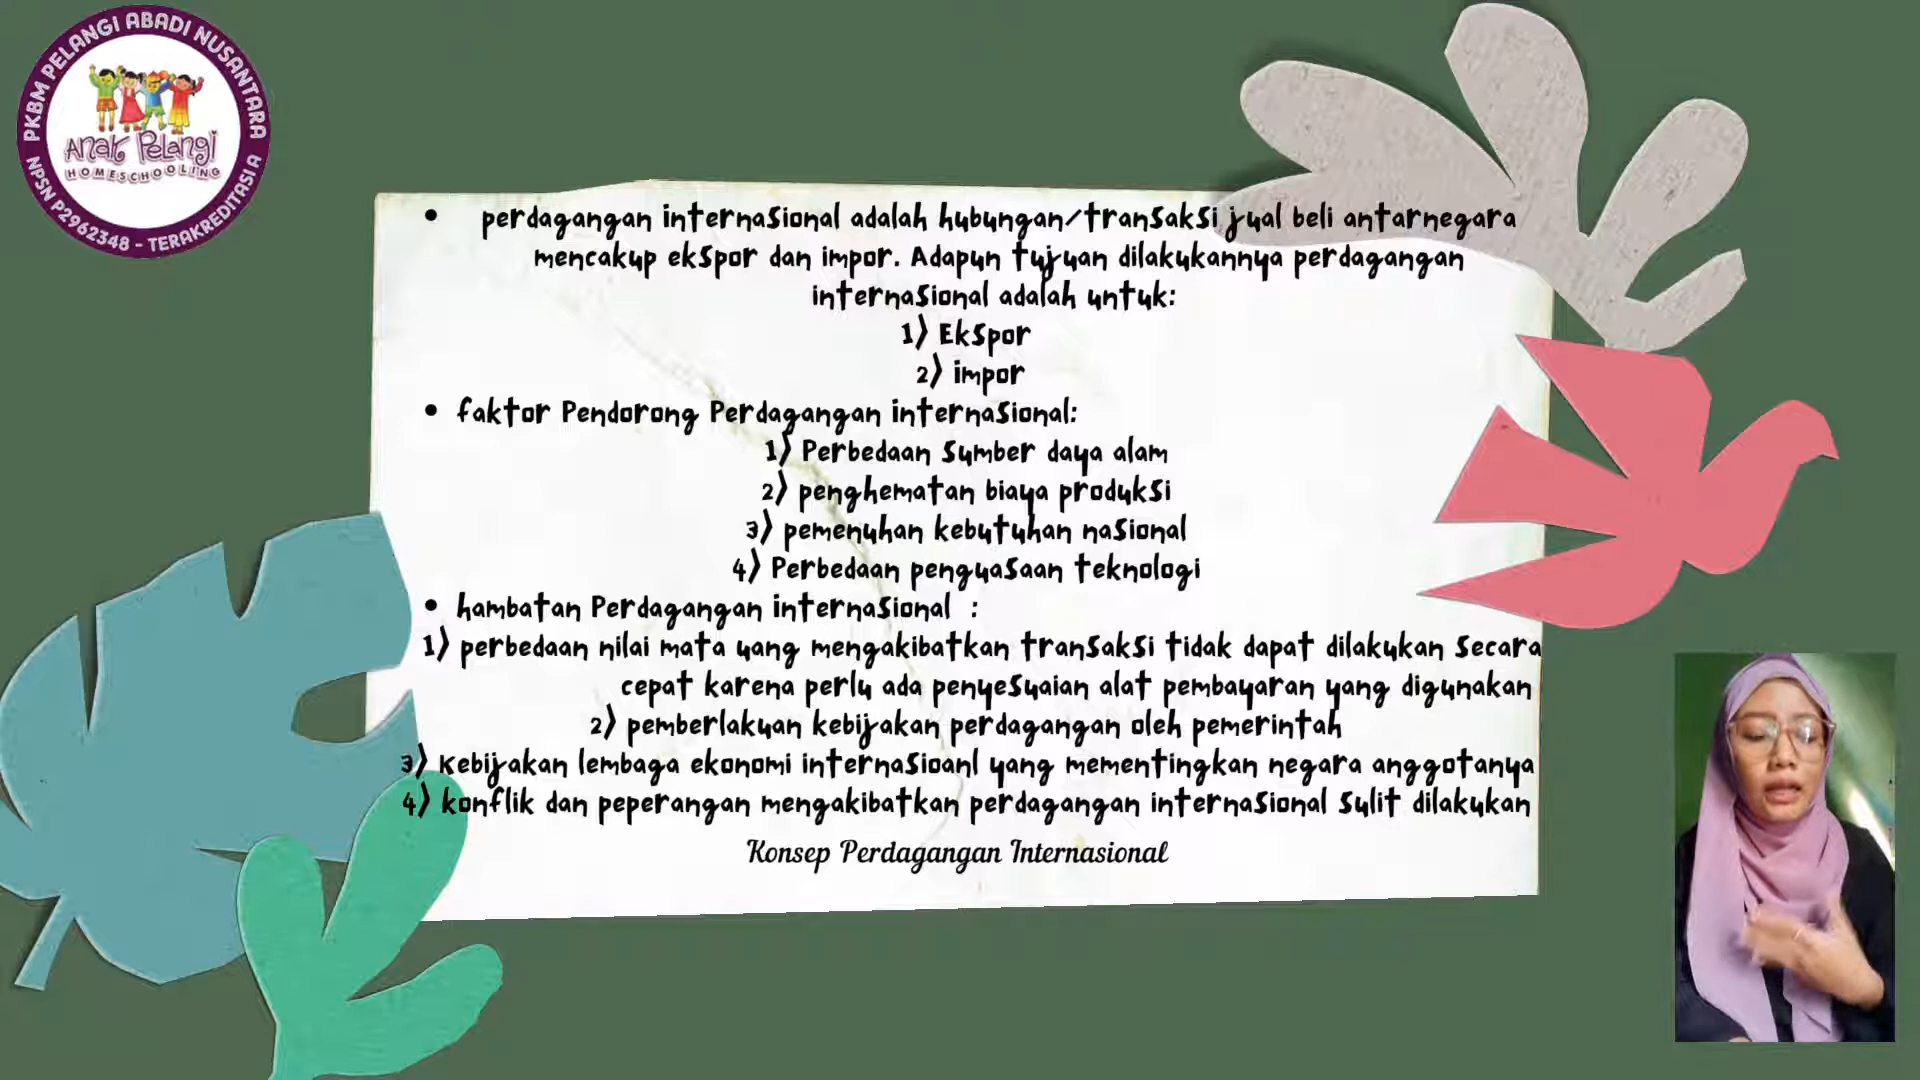 PKBM PELANGI ABADI NUSANTARA
Anak Pelangi
HOMESCHOOLING
NPSN P2962348 - TERAKREDITASI A
• perdagangan internasional adalah hubungan/transaksi jual beli antarnegara
mencakup ekspor dan impor. Adapun tujuan dilakukannya perdagangan
internasional adalah untuk:
1) Ekspor
2) impor
• faktor Pendorong Perdagangan internasional:
1) Perbedaan sumber daya alam
2) penghematan biaya produksi
3) pemenuhan kebutuhan nasional
4) Perbedaan penguasaan teknologi
• hambatan Perdagangan internasional :
1) perbedaan nilai mata uang mengakibatkan transaksi tidak dapat dilakukan secara
cepat karena perlu ada penyesuaian alat pembayaran yang digunakan
2) pemberlakuan kebijakan perdagangan oleh pemerintah
3) Kebijakan lembaga ekonomi internasioanl yang mementingkan negara anggotanya
4) konflik dan peperangan mengakibatkan perdagangan internasional sulit dilakukan
Konsep Perdagangan Internasional